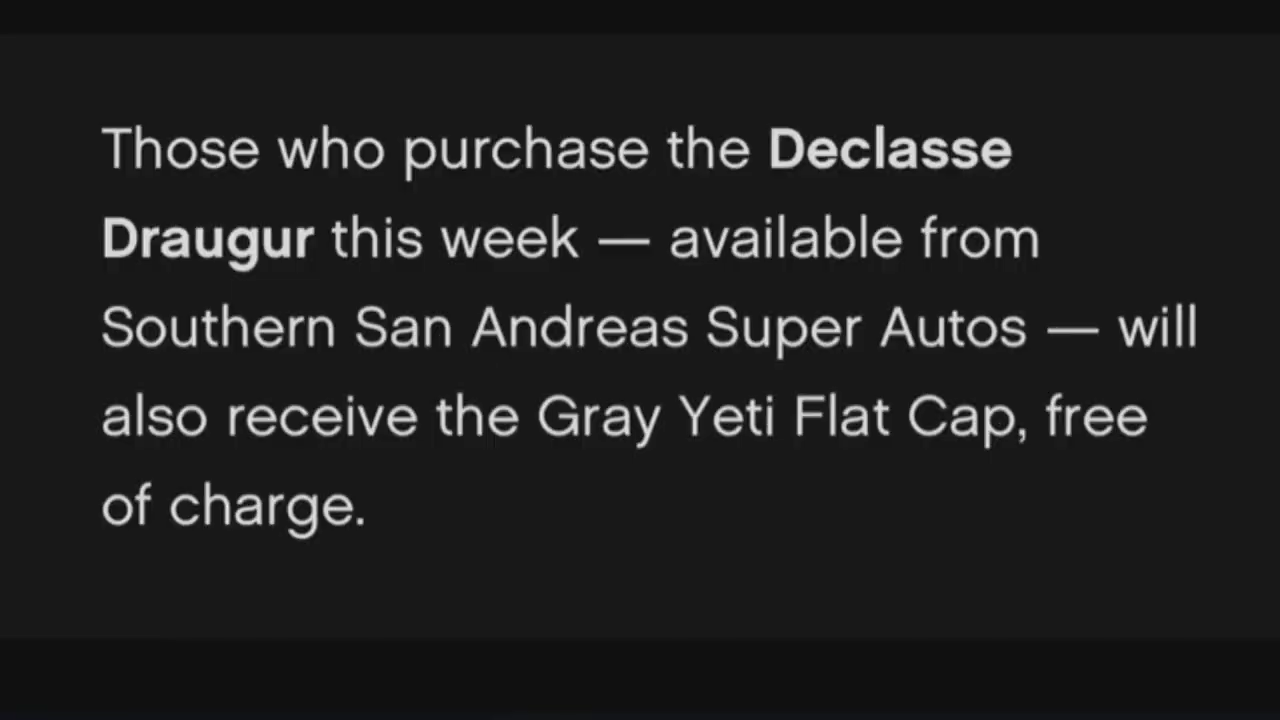 Those who purchase the Declasse
Draugur this week — available from
Southern San Andreas Super Autos — will
also receive the Gray Yeti Flat Cap, free
of charge.